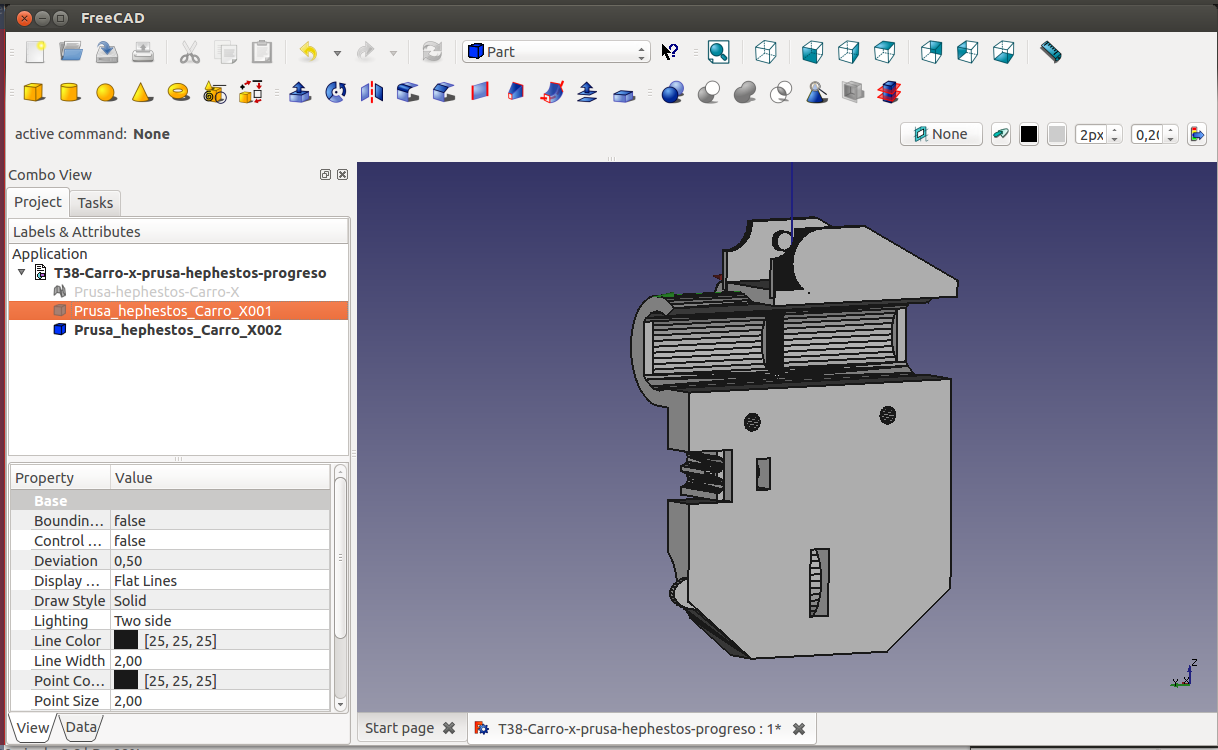 FreeCAD
Part
active command: None
None
2px
0,20
Combo View
Project
Tasks
Labels & Attributes
Application
T38-Carro-x-prusa-hephestos-progreso
Prusa-hephestos-Carro-X
Prusa_hephestos_Carro_X001
Prusa_hephestos_Carro_X002
Property Value
Base
Boundin... false
Control ... false
Deviation 0,50
Display ... Flat Lines
Draw Style Solid
Lighting Two side
Line Color [25, 25, 25]
Line Width 2,00
Point Co... [25, 25, 25]
Point Size 2,00
View
Data
Z
Y
X
Start page
T38-Carro-x-prusa-hephestos-progreso : 1*